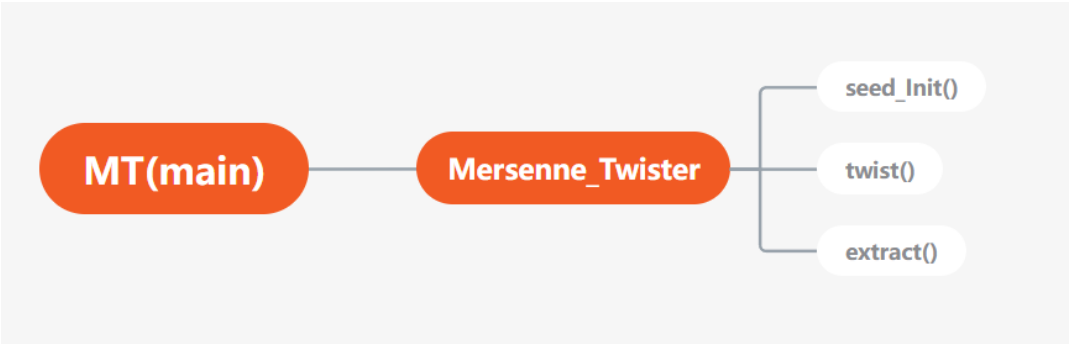 MT(main)
Mersenne_Twister
seed_Init()
twist()
extract()